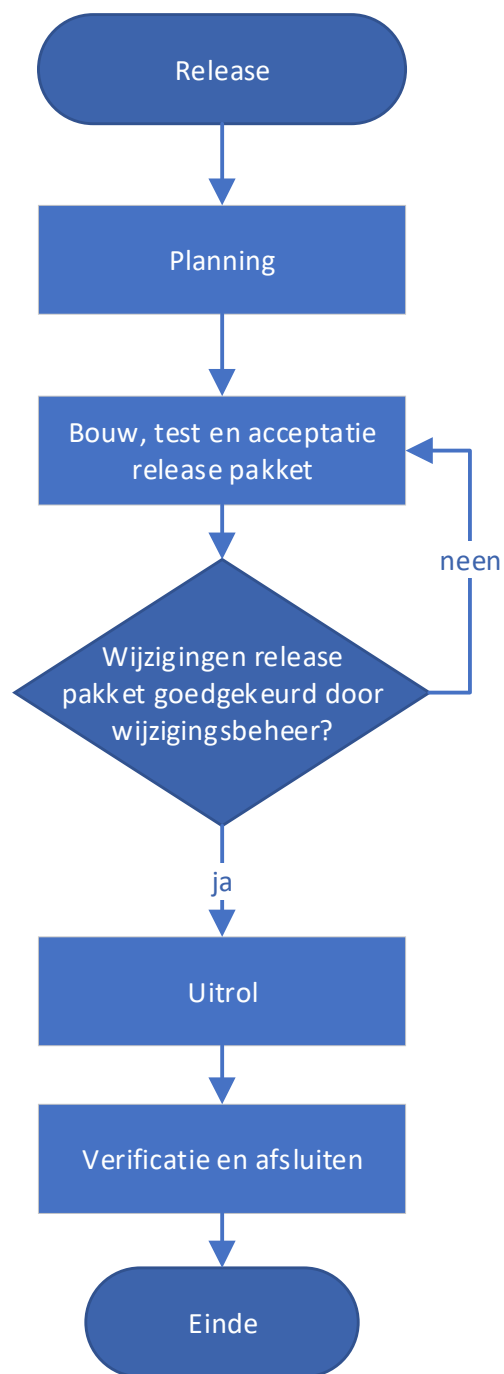 Release
Planning
Bouw, test en acceptatie
release pakket
neen
Wijzigingen release
pakket goedgekeurd door
wijzigingsbeheer?
ja
Uitrol
Verificatie en afsluiten
Einde